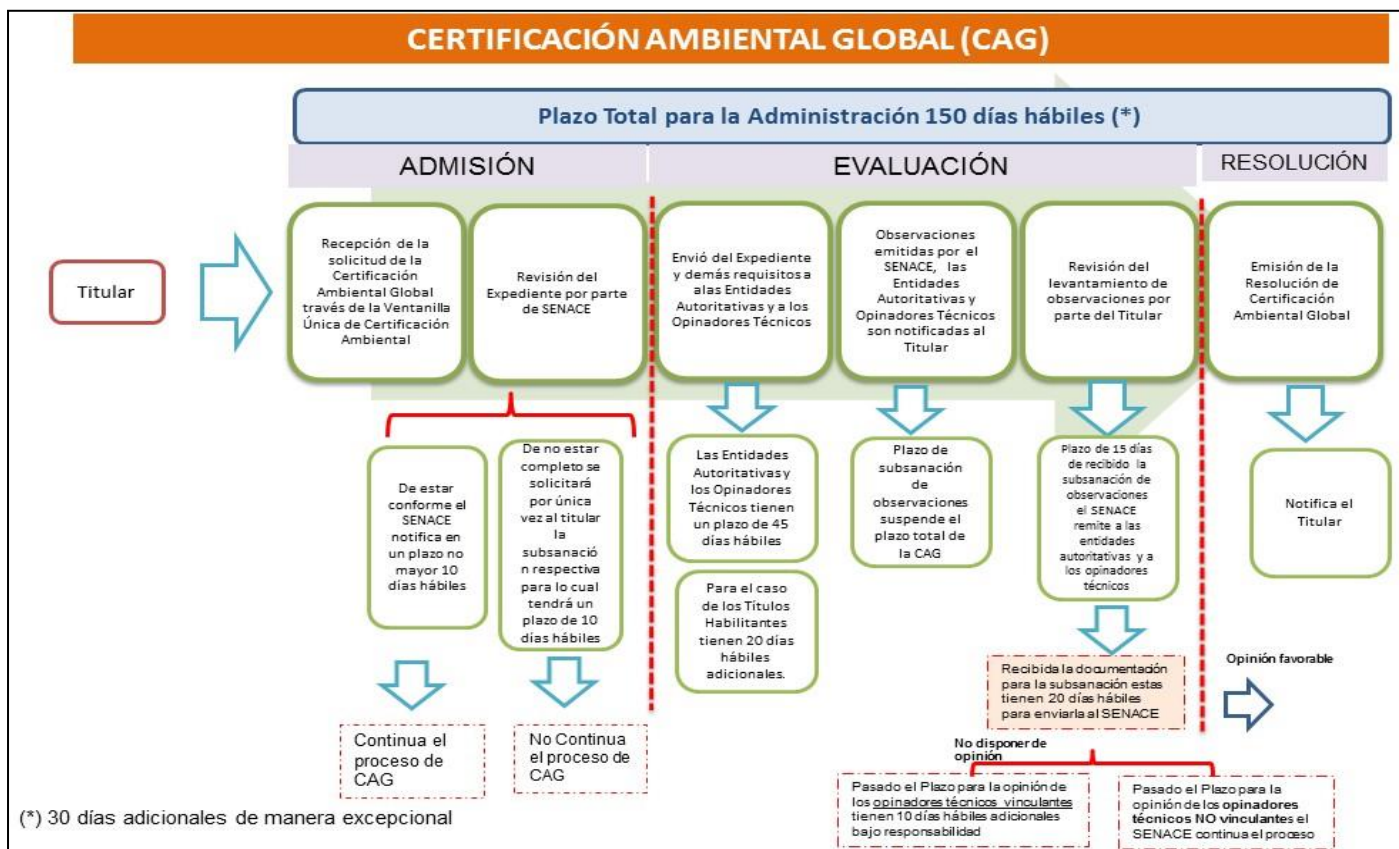 CERTIFICACIÓN AMBIENTAL GLOBAL (CAG)
Plazo Total para la Administración 150 días hábiles (*)
ADMISIÓN
EVALUACIÓN
RESOLUCIÓN
Titular
Recepción de la
solicitud de la
Certificación
Ambiental Global
través de la Ventanilla
Única de Certificación
Ambiental
Revisión del
Expediente por parte
de SENACE
Envió del Expediente
y demás requisitos a
alas Entidades
Autoritativas y a los
Opinadores Técnicos
Observaciones
emitidas por el
SENACE, las
Entidades
Autoritativas y
Opinadores Técnicos
son notificadas al
Titular
Revisión del
levantamiento de
observaciones por
parte del Titular
Emisión de la
Resolución de
Certificación
Ambiental Global
De estar
conforme el
SENACE
notifica en
un plazo no
mayor 10
días hábiles
De no estar
completo se
solicitará
por única
vez al titular
la
subsanació
n respectiva
para lo cual
tendrá un
plazo de 10
días hábiles
Las Entidades
Autoritativas y
los Opinadores
Técnicos tienen
un plazo de 45
días hábiles
Para el caso
de los Títulos
Habilitantes
tienen 20 días
hábiles
adicionales.
Plazo de
subsanación
de
observaciones
suspende el
plazo total de
la CAG
Plazo de 15 días
de recibido la
subsanación de
observaciones
el SENACE
remite a las
entidades
autoritativas y a
los opinadores
técnicos
Notifica el
Titular
Continua el
proceso de
CAG
No Continua
el proceso de
CAG
Recibida la documentación
para la subsanación estas
tienen 20 días hábiles
para enviarla al SENACE
Opinión favorable
No disponer de
opinión
Pasado el Plazo para la opinión de
los opinadores técnicos vinculantes
tienen 10 días hábiles adicionales
bajo responsabilidad
Pasado el Plazo para la
opinión de los opinadores
técnicos NO vinculantes el
SENACE continua el proceso
(*) 30 días adicionales de manera excepcional